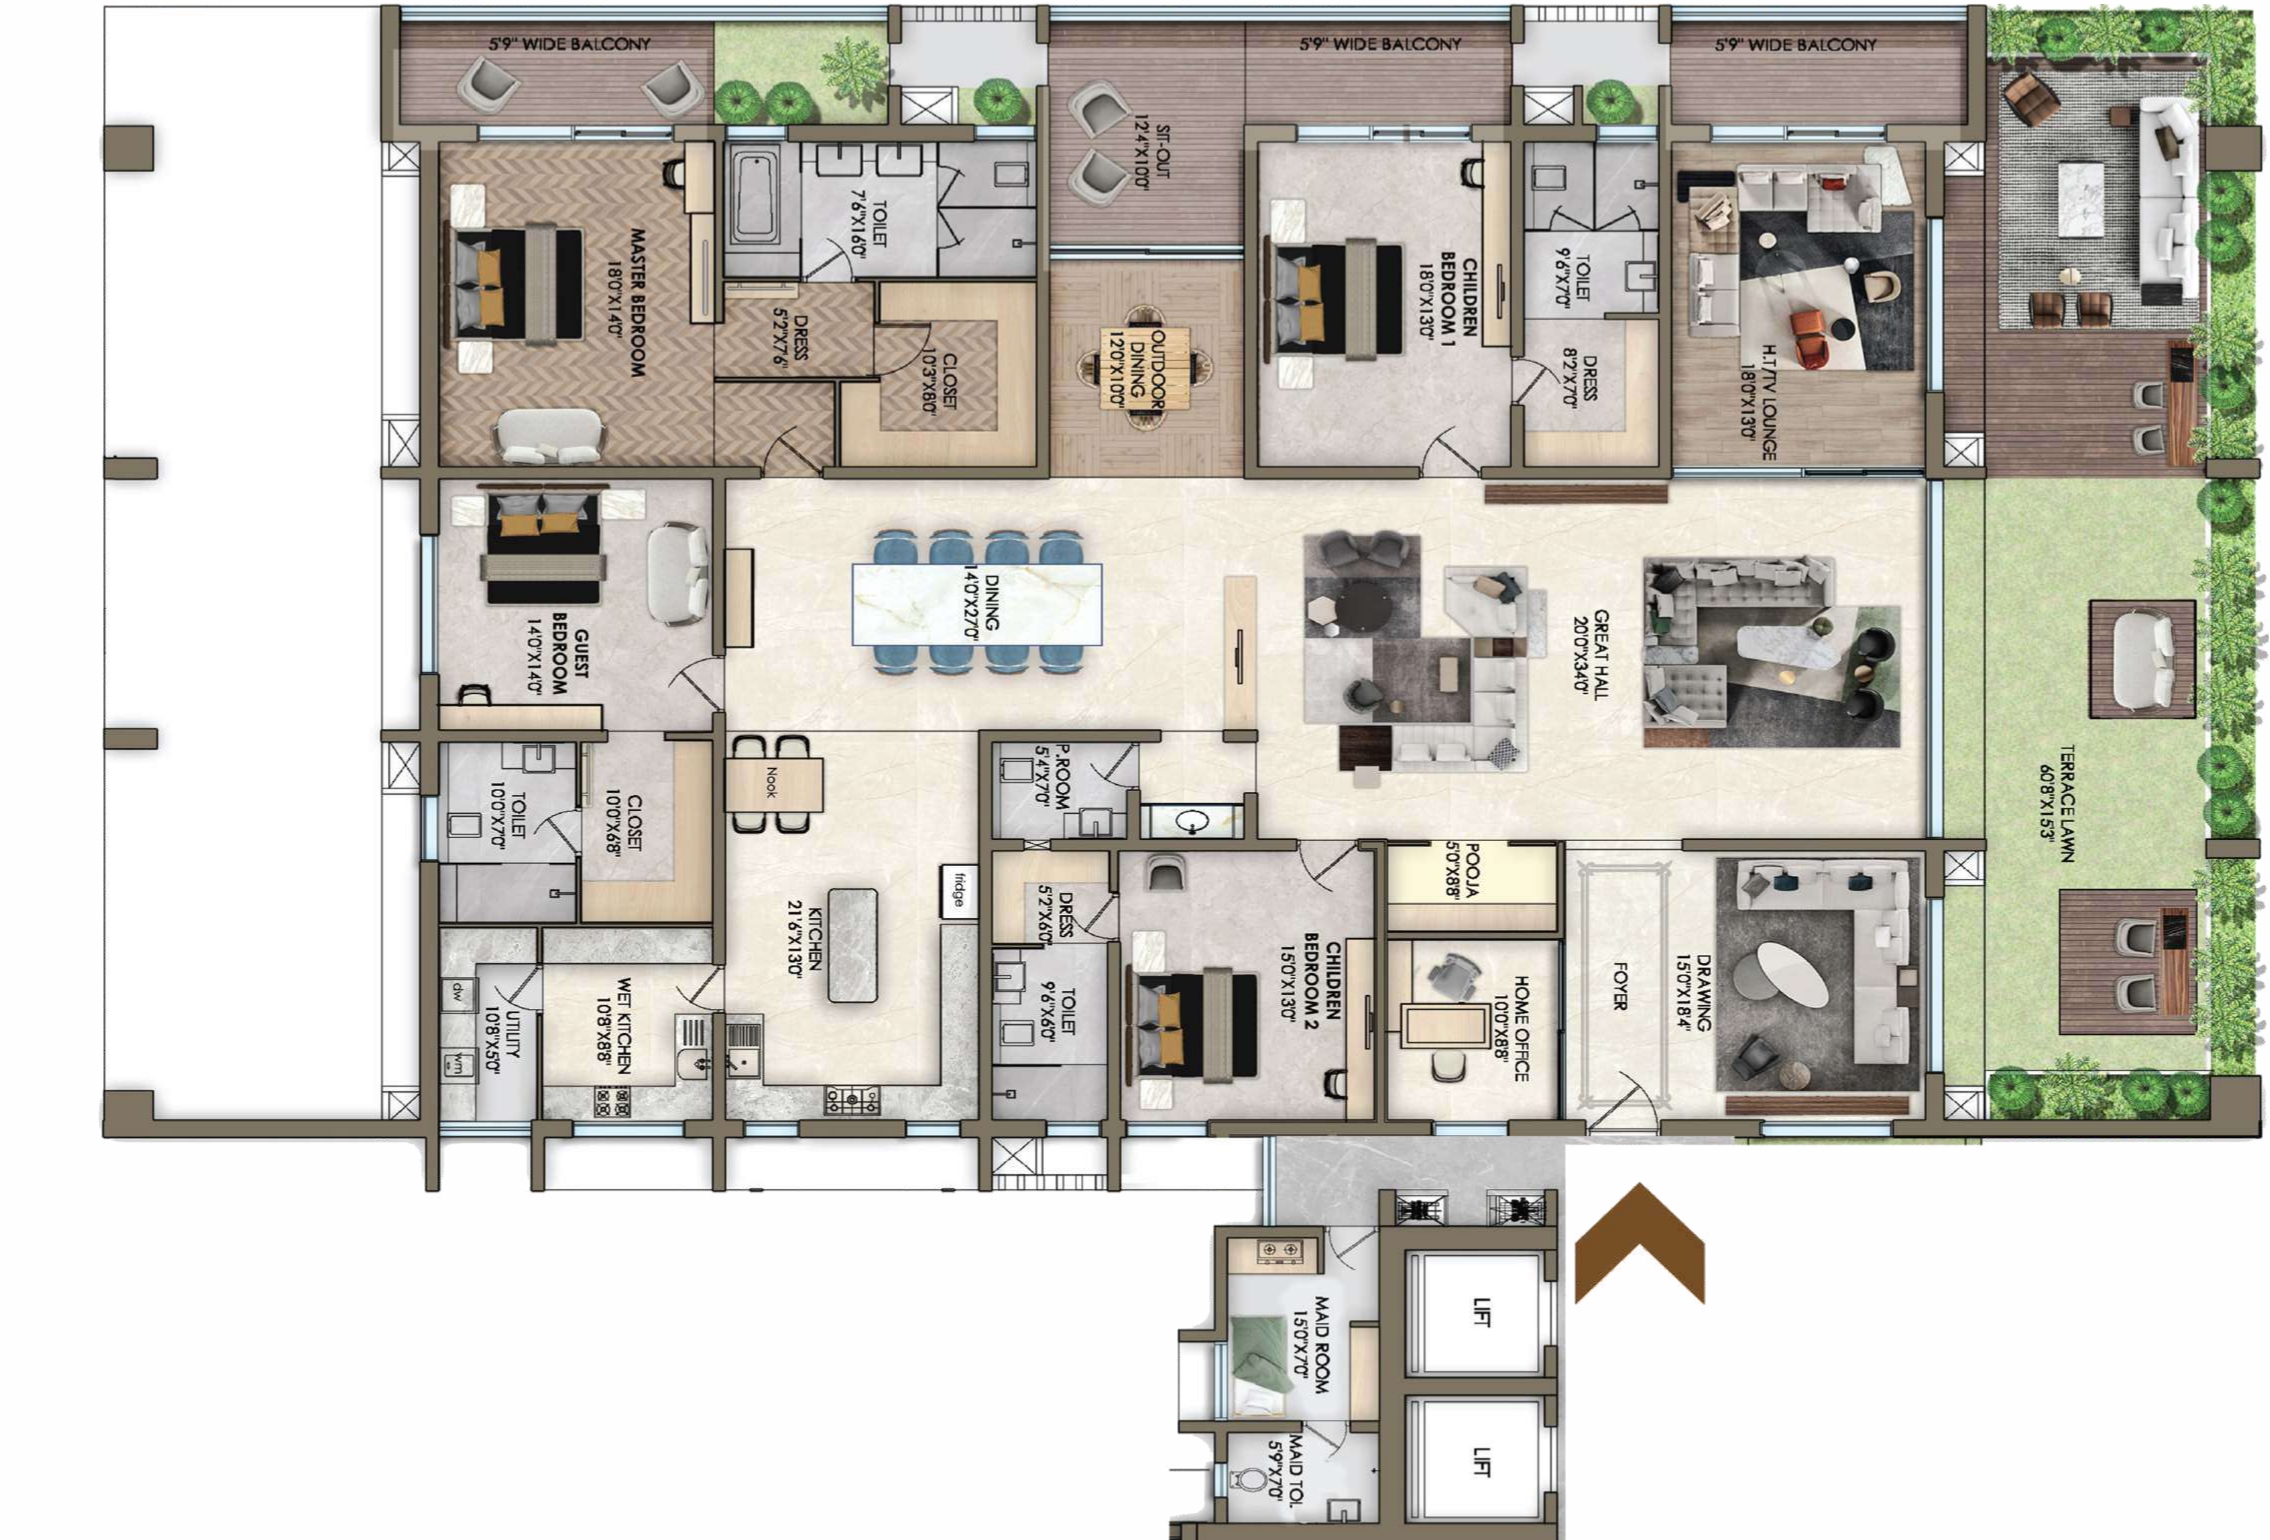 5'9" WIDE BALCONY
5'9" WIDE BALCONY
5'9" WIDE BALCONY
SIT-OUT
12'4"X10'0"
MASTER BEDROOM
18'0"X14'0"
TOILET
7'6"X16'0"
DRESS
5'2"X7'6"
CLOSET
10'3"X8'0"
OUTDOOR
DINING
12'0"X10'0"
CHILDREN
BEDROOM 1
18'0"X13'0"
TOILET
9'6"X7'0"
DRESS
8'2"X7'0"
H.T/TV LOUNGE
18'0"X13'0"
GUEST
BEDROOM
14'0"X14'0"
DINING
14'0"X27'0"
GREAT HALL
20'0"X34'0"
TERRACE LAWN
60'8"X15'3"
TOILET
10'0"X7'0"
CLOSET
10'0"X6'8"
Nook
P.ROOM
5'4"X7'0"
fridge
KITCHEN
21'6"X13'0"
DRESS
5'2"X6'0"
TOILET
9'6"X6'0"
CHILDREN
BEDROOM 2
15'0"X13'0"
POOJA
5'0"X8'8"
HOME OFFICE
10'0"X8'8"
FOYER
DRAWING
15'0"X18'4"
dw
wm
UTILITY
10'8"X5'0"
WET KITCHEN
10'8"X8'8"
MAID ROOM
15'0"X7'0"
MAID TOI.
5'9"X7'0"
LIFT
LIFT